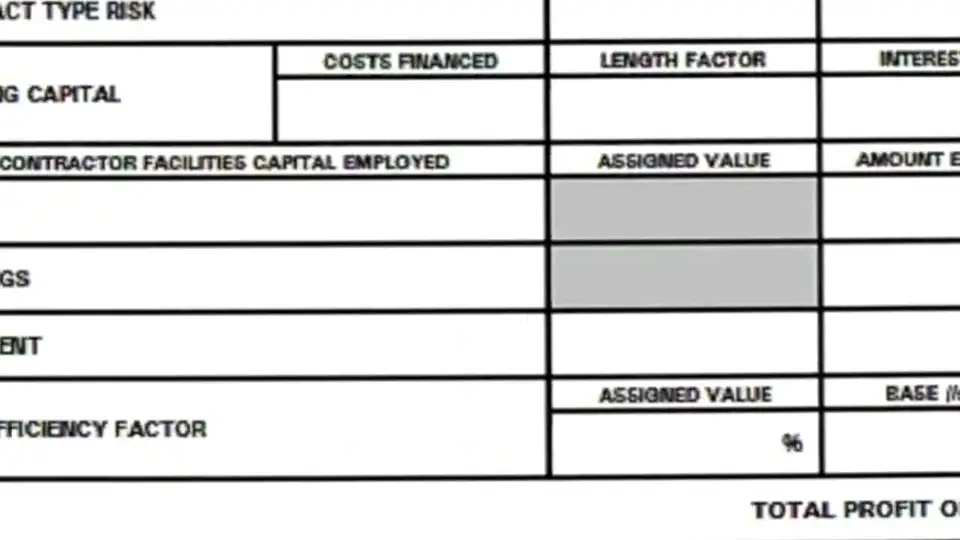 ACT TYPE RISK
COSTS FINANCED LENGTH FACTOR INTERES
NG CAPITAL
CONTRACTOR FACILITIES CAPITAL EMPLOYED ASSIGNED VALUE AMOUNT E
GS
ENT
ASSIGNED VALUE BASE (I
FFICIENCY FACTOR
%
TOTAL PROFIT O